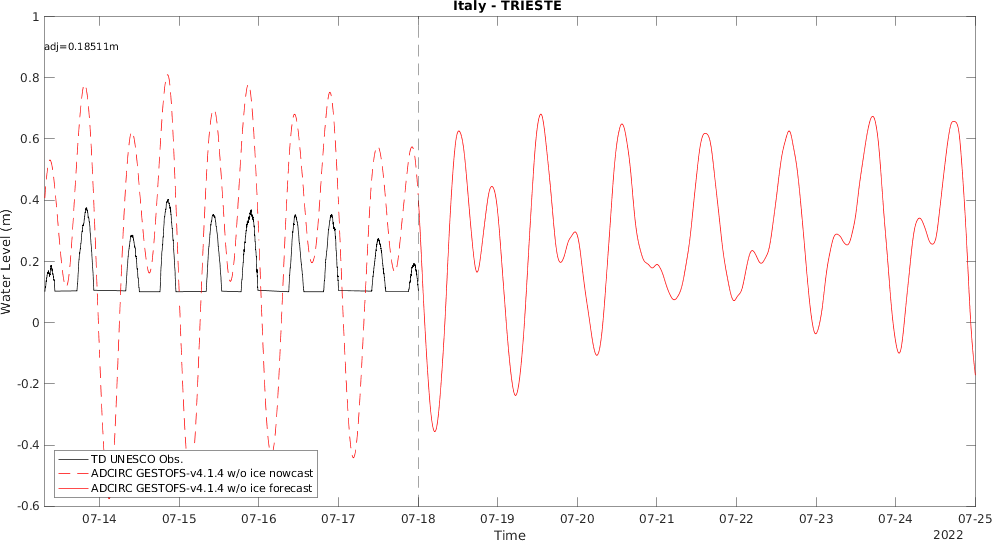 Italy - TRIESTE
adj=0.18511m
Water Level (m)
1
0.8
0.6
0.4
0.2
0
-0.2
-0.4
-0.6
TD UNESCO Obs.
ADCIRC GESTOFS-v4.1.4 w/o ice nowcast
ADCIRC GESTOFS-v4.1.4 w/o ice forecast
07-14 07-15 07-16 07-17 07-18 07-19 07-20 07-21 07-22 07-23 07-24 07-25
Time
2022